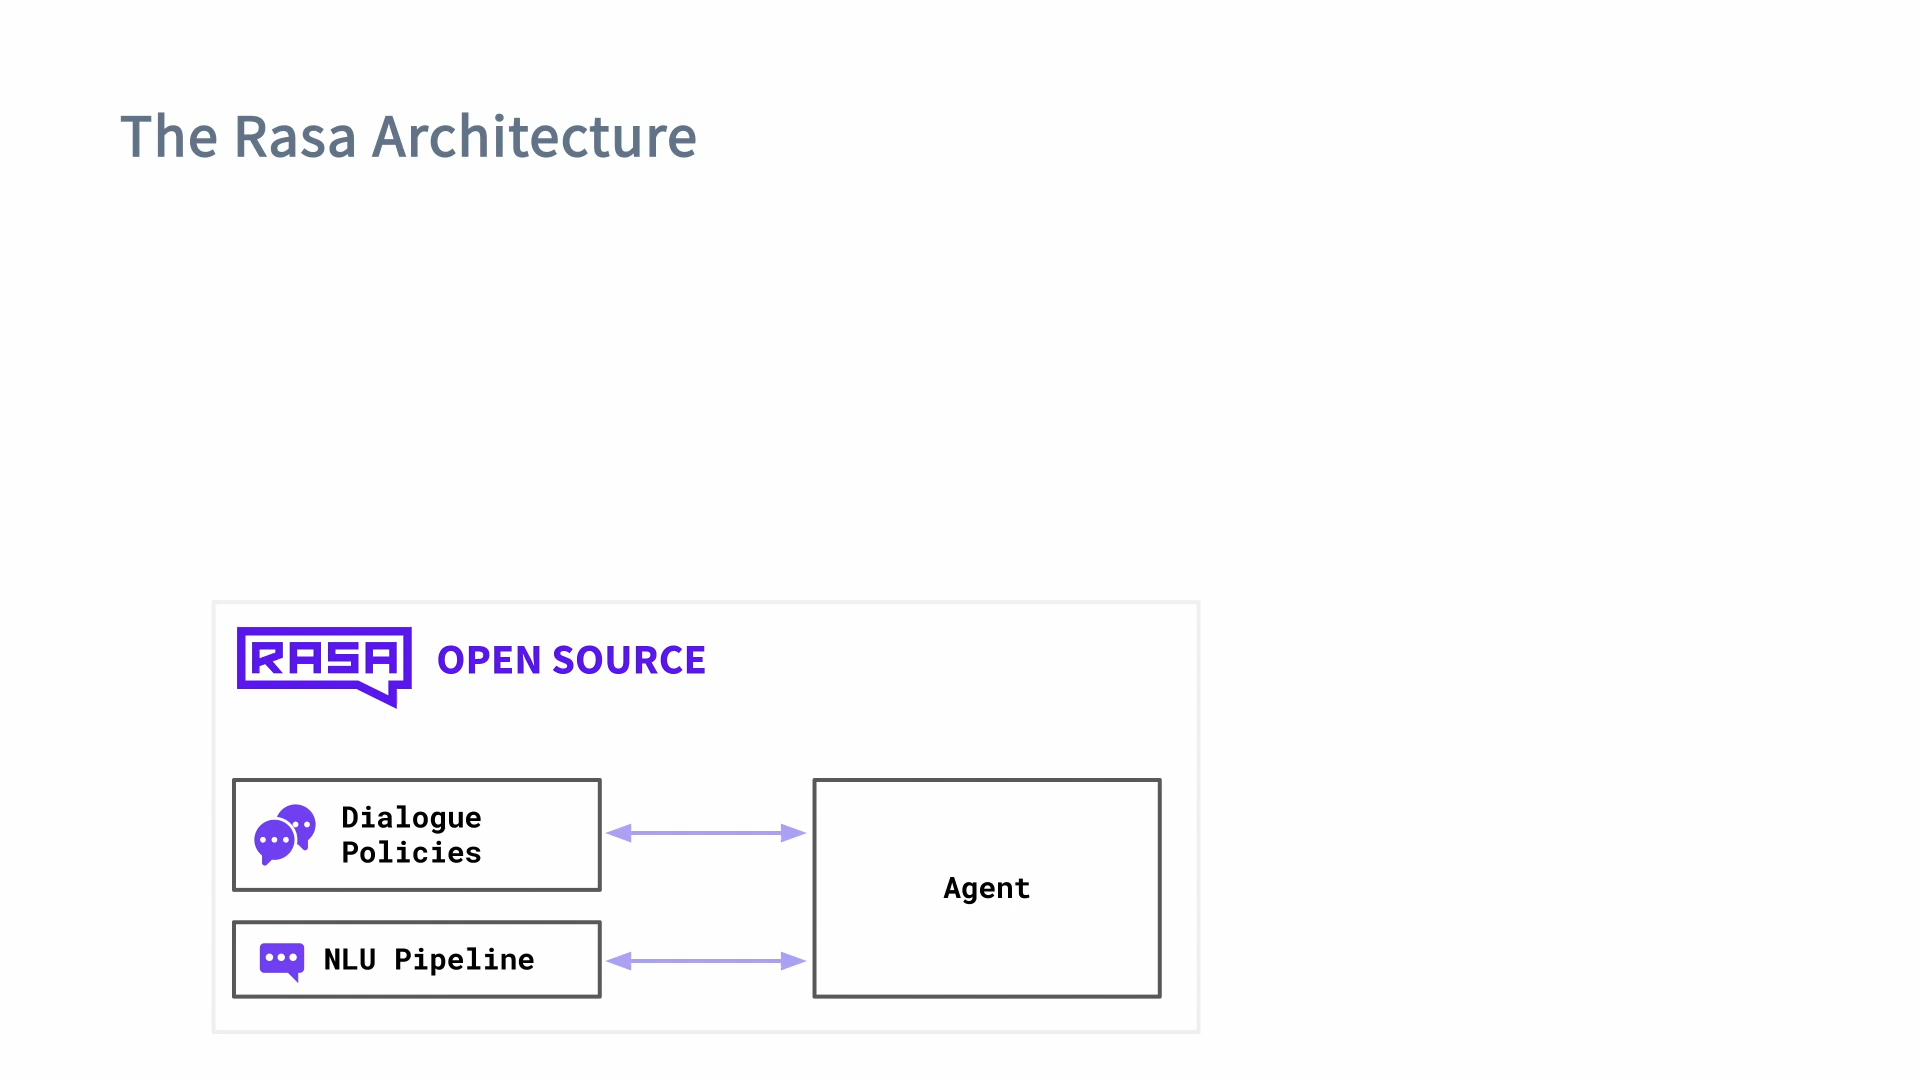 The Rasa Architecture
RASA OPEN SOURCE
Dialogue
Policies
Agent
NLU Pipeline